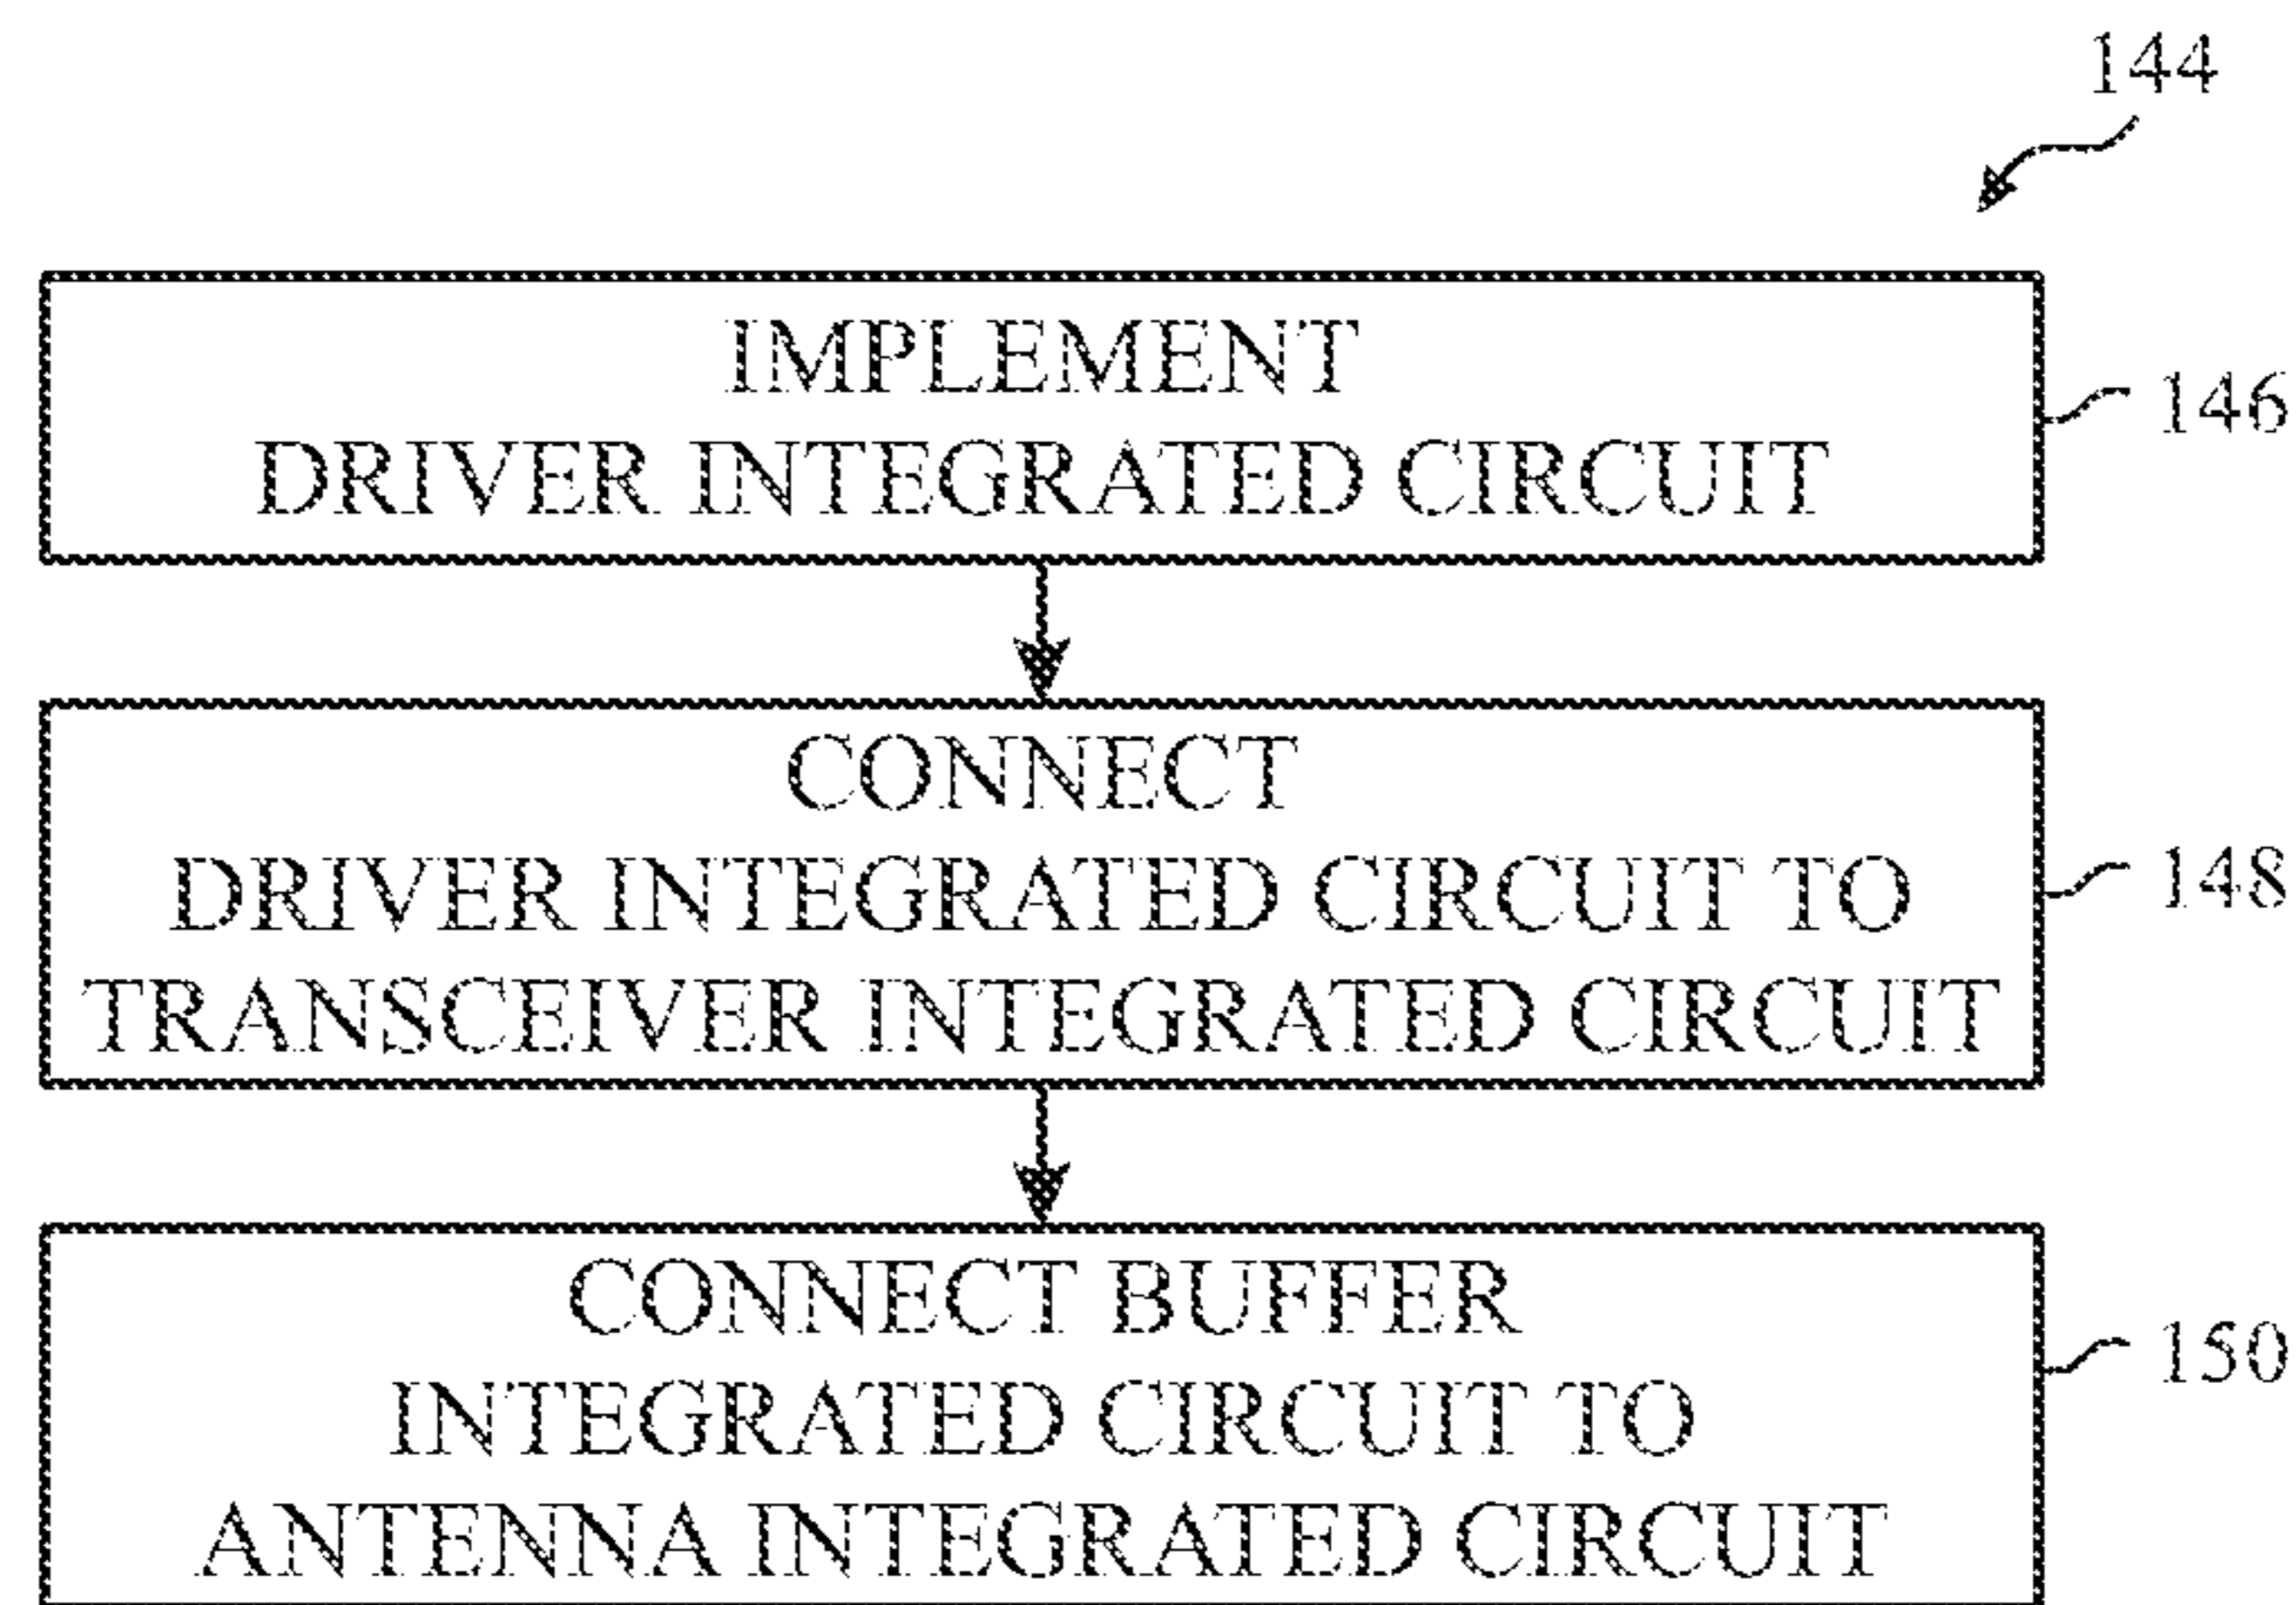 144
IMPLEMENT
DRIVER INTEGRATED CIRCUIT
146
CONNECT
DRIVER INTEGRATED CIRCUIT TO
TRANSCEIVER INTEGRATED CIRCUIT
148
CONNECT BUFFER
INTEGRATED CIRCUIT TO
ANTENNA INTEGRATED CIRCUIT
150